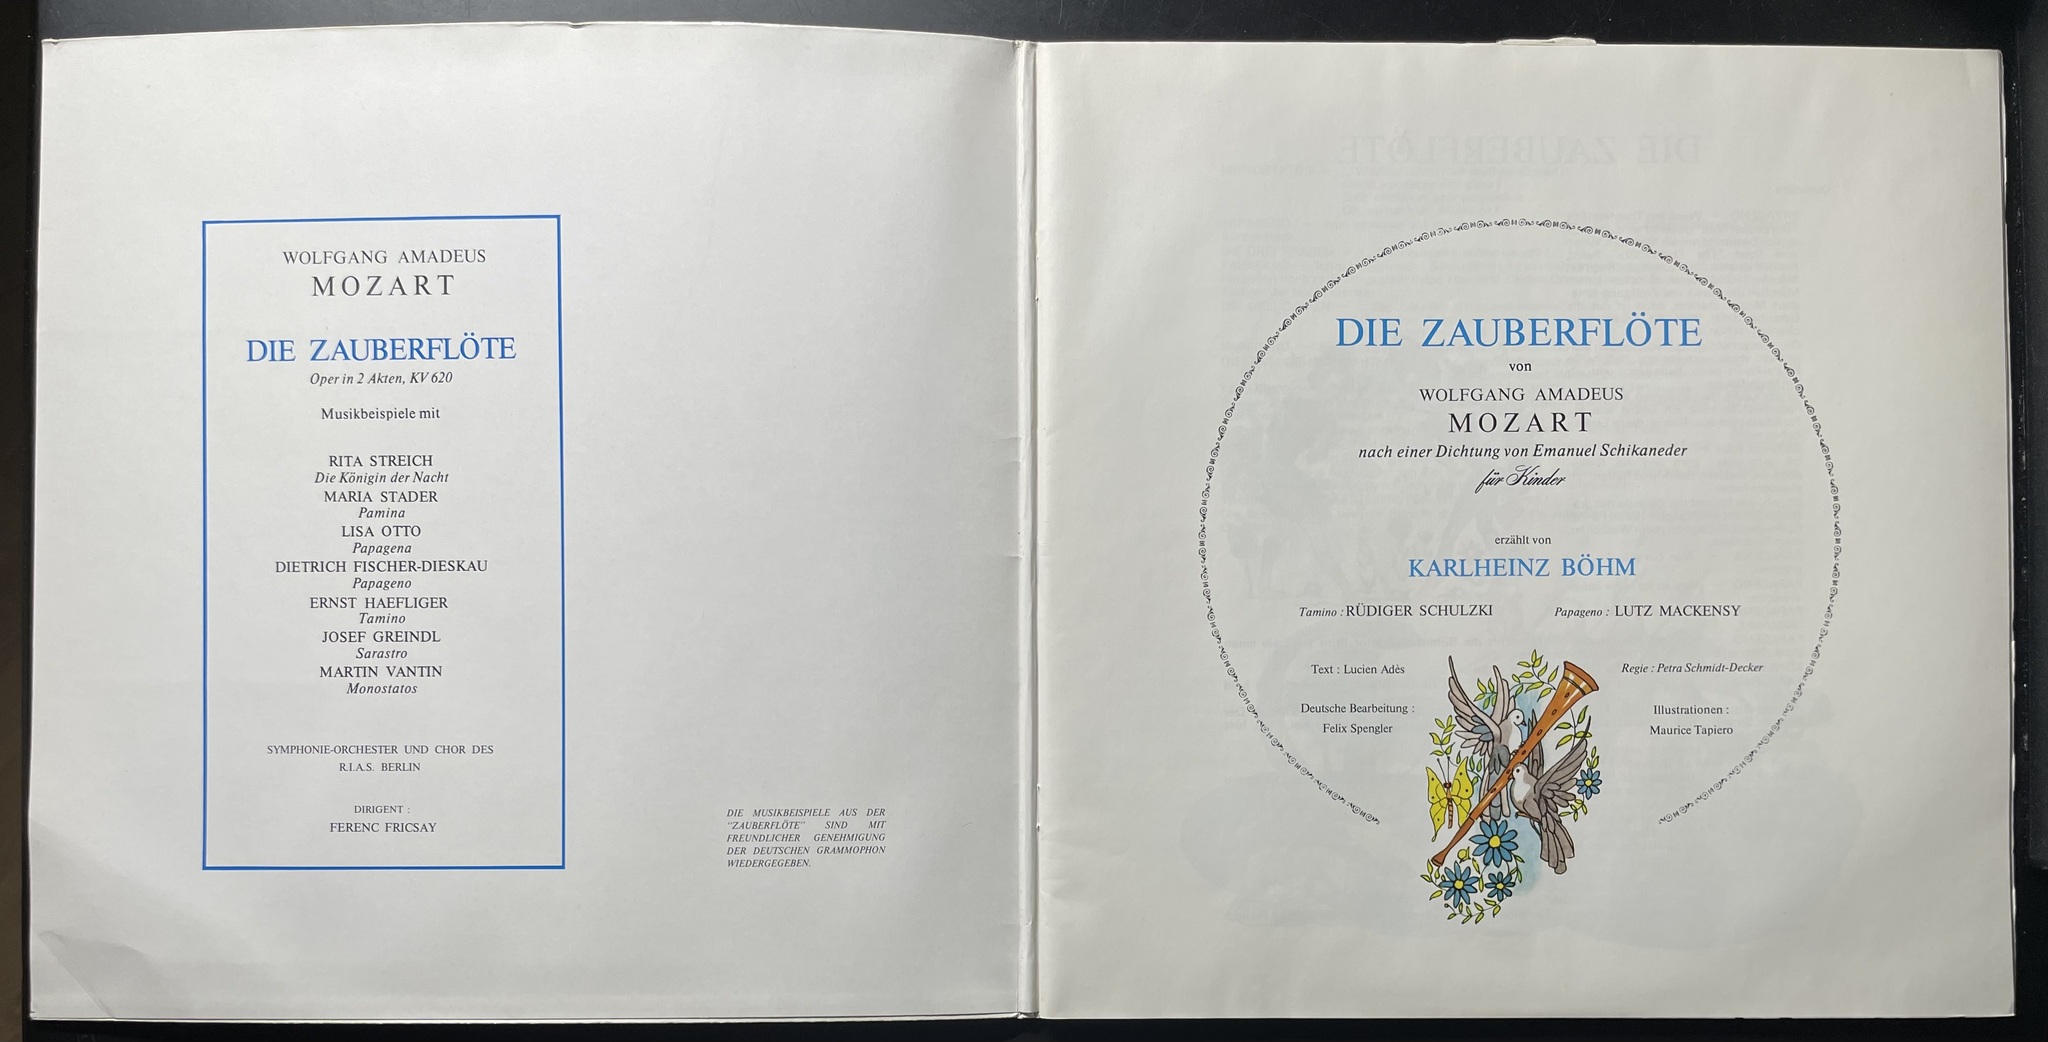 WOLFGANG AMADEUS
MOZART
DIE ZAUBERFLÖTE
Oper in 2 Akten, KV 620
Musikbeispiele mit
RITA STREICH
Die Königin der Nacht
MARIA STADER
Pamina
LISA OTTO
Papagena
DIETRICH FISCHER-DIESKAU
Papageno
ERNST HAEFLIGER
Tamino
JOSEF GREINDL
Sarastro
MARTIN VANTIN
Monostatos
SYMPHONIE-ORCHESTER UND CHOR DES
R.I.A.S. BERLIN
DIRIGENT :
FERENC FRICSAY
DIE MUSIKBEISPIELE AUS DER
"ZAUBERFLÖTE" SIND MIT
FREUNDLICHER GENEHMIGUNG
DER DEUTSCHEN GRAMMOPHON
WIEDERGEGEBEN.
DIE ZAUBERFLÖTE
von
WOLFGANG AMADEUS
MOZART
nach einer Dichtung von Emanuel Schikaneder
für Kinder
erzählt von
KARLHEINZ BÖHM
Tamino : RÜDIGER SCHULZKI Papageno : LUTZ MACKENSY
Text : Lucien Adès
Regie : Petra Schmidt-Decker
Deutsche Bearbeitung :
Felix Spengler
Illustrationen :
Maurice Tapiero